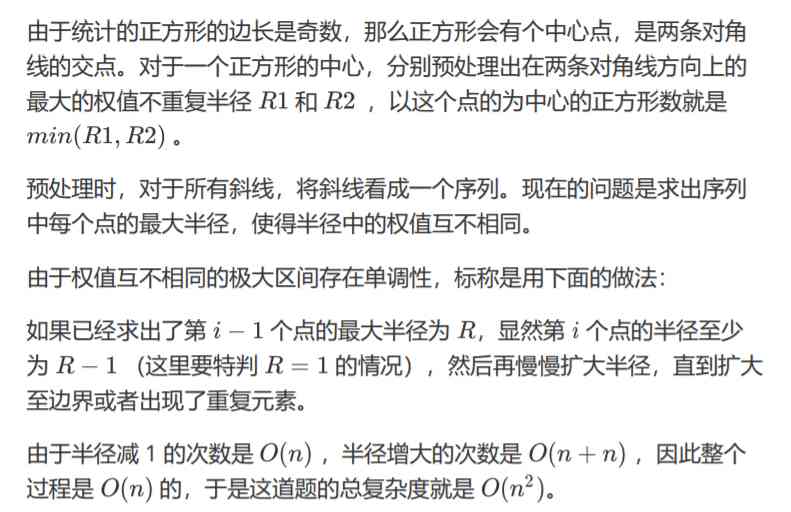 由于统计的正方形的边长是奇数，那么正方形会有个中心点，是两条对角
线的交点。对于一个正方形的中心，分别预处理出在两条对角线方向上的
最大的权值不重复半径 R1 和 R2 ，以这个点的为中心的正方形数就是
min(R1, R2) 。
预处理时，对于所有斜线，将斜线看成一个序列。现在的问题是求出序列
中每个点的最大半径，使得半径中的权值互不相同。
由于权值互不相同的极大区间存在单调性，标称是用下面的做法：
如果已经求出了第 i − 1 个点的最大半径为 R，显然第 i 个点的半径至少
为 R − 1 （这里要特判 R = 1 的情况），然后再慢慢扩大半径，直到扩大
至边界或者出现了重复元素。
由于半径减 1 的次数是 O(n) ，半径增大的次数是 O(n + n) ，因此整个
过程是 O(n) 的，于是这道题的总复杂度就是 O(n²)。